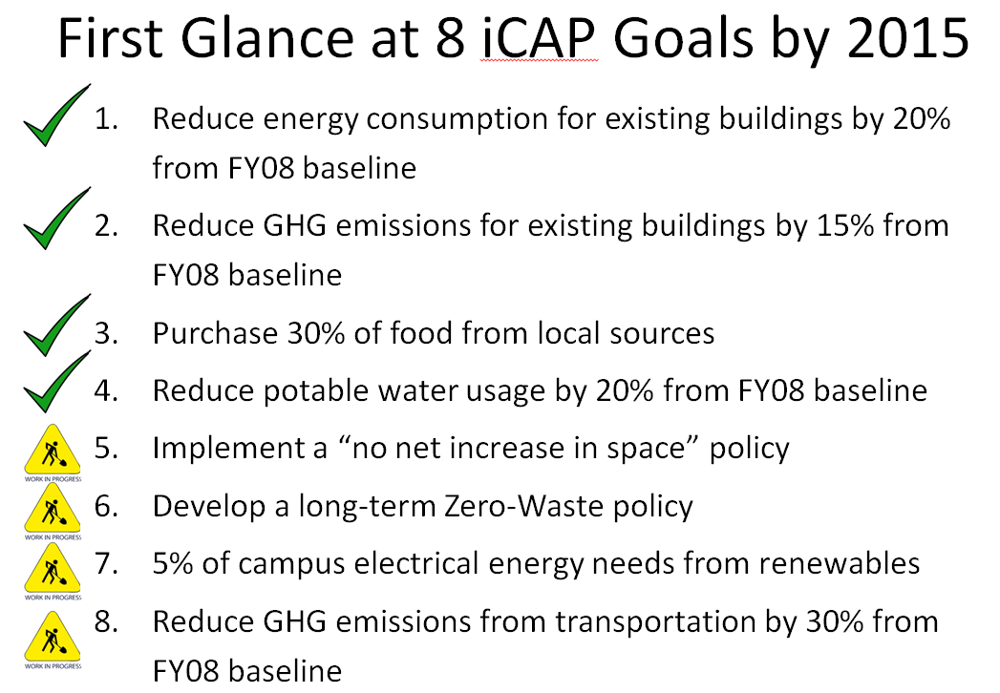 First Glance at 8 iCAP Goals by 2015
1. Reduce energy consumption for existing buildings by 20%
from FY08 baseline
2. Reduce GHG emissions for existing buildings by 15% from
FY08 baseline
3. Purchase 30% of food from local sources
4. Reduce potable water usage by 20% from FY08 baseline
5. Implement a “no net increase in space” policy
WORK IN PROGRESS
6. Develop a long-term Zero-Waste policy
WORK IN PROGRESS
7. 5% of campus electrical energy needs from renewables
WORK IN PROGRESS
8. Reduce GHG emissions from transportation by 30% from
WORK IN PROGRESS
FY08 baseline